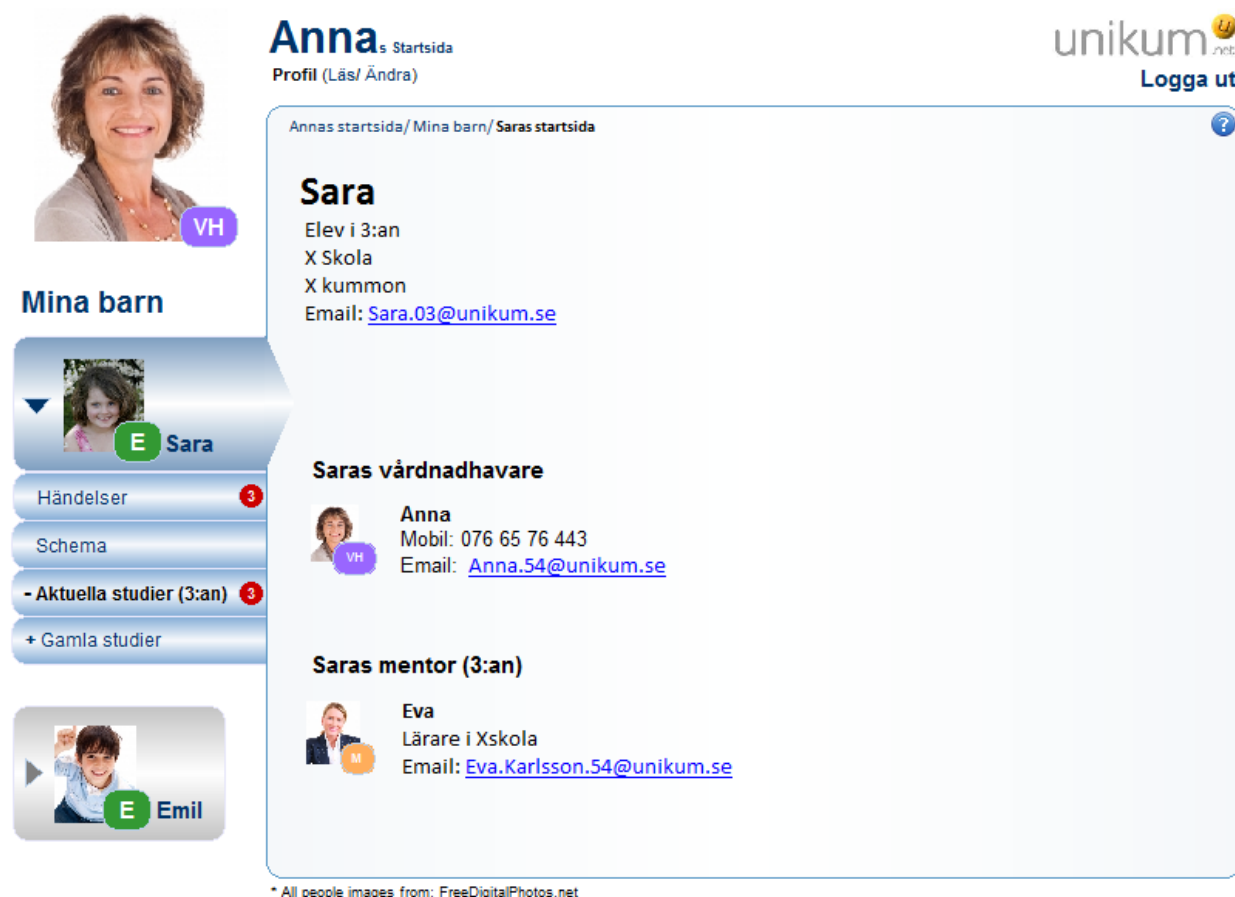 Annas Startsida
Profil (Läs/ Ändra)
unikum.net
Logga ut
VH
Annas startsida/ Mina barn/ Saras startsida
?
Sara
Elev i 3:an
X Skola
X kummon
Email: Sara.03@unikum.se
Mina barn
E Sara
Händelser 3
Schema
- Aktuella studier (3:an) 3
+ Gamla studier
E Emil
Saras vårdnadhavare
Anna
Mobil: 076 65 76 443
Email: Anna.54@unikum.se
VH
Saras mentor (3:an)
Eva
Lärare i Xskola
Email: Eva.Karlsson.54@unikum.se
M
* All people images from: FreeDigitalPhotos.net